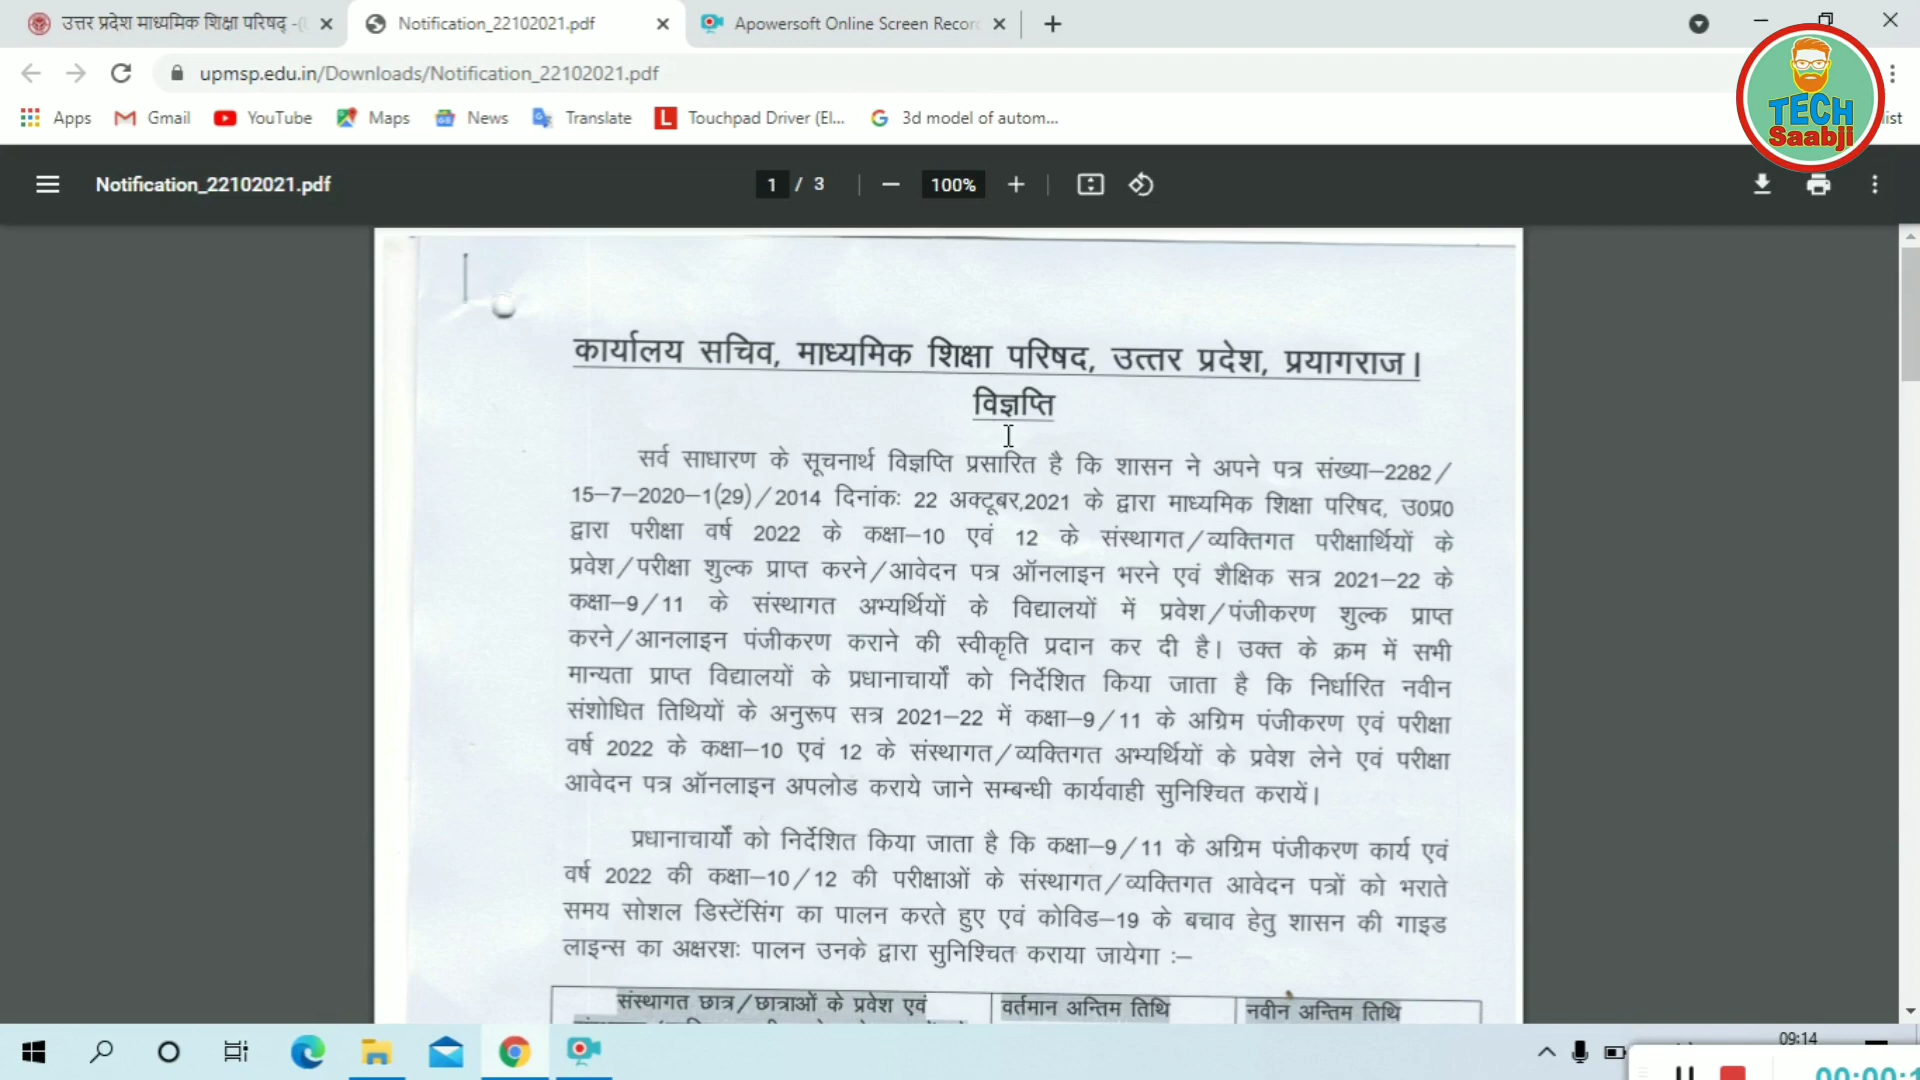 उत्तर प्रदेश माध्यमिक शिक्षा परिषद् -(
Notification_22102021.pdf
Apowersoft Online Screen Recor
upmsp.edu.in/Downloads/Notification_22102021.pdf
Apps
Gmail
YouTube
Maps
News
Translate
Touchpad Driver (El...
3d model of autom...
TECH
Saabji
Notification_22102021.pdf
1 / 3
100%
कार्यालय सचिव, माध्यमिक शिक्षा परिषद, उत्तर प्रदेश, प्रयागराज।
विज्ञप्ति
सर्व साधारण के सूचनार्थ विज्ञप्ति प्रसारित है कि शासन ने अपने पत्र संख्या–2282/
15–7–2020–1(29)/2014 दिनांकः 22 अक्टूबर,2021 के द्वारा माध्यमिक शिक्षा परिषद, उ0प्र0
द्वारा परीक्षा वर्ष 2022 के कक्षा–10 एवं 12 के संस्थागत/व्यक्तिगत परीक्षार्थियों के
प्रवेश/परीक्षा शुल्क प्राप्त करने/आवेदन पत्र ऑनलाइन भरने एवं शैक्षिक सत्र 2021–22 के
कक्षा–9/11 के संस्थागत अभ्यर्थियों के विद्यालयों में प्रवेश/पंजीकरण शुल्क प्राप्त
करने/आनलाइन पंजीकरण कराने की स्वीकृति प्रदान कर दी है। उक्त के क्रम में सभी
मान्यता प्राप्त विद्यालयों के प्रधानाचार्यों को निर्देशित किया जाता है कि निर्धारित नवीन
संशोधित तिथियों के अनुरूप सत्र 2021–22 में कक्षा–9/11 के अग्रिम पंजीकरण एवं परीक्षा
वर्ष 2022 के कक्षा–10 एवं 12 के संस्थागत/व्यक्तिगत अभ्यर्थियों के प्रवेश लेने एवं परीक्षा
आवेदन पत्र ऑनलाइन अपलोड कराये जाने सम्बन्धी कार्यवाही सुनिश्चित करायें।
प्रधानाचार्यों को निर्देशित किया जाता है कि कक्षा–9/11 के अग्रिम पंजीकरण कार्य एवं
वर्ष 2022 की कक्षा–10/12 की परीक्षाओं के संस्थागत/व्यक्तिगत आवेदन पत्रों को भराते
समय सोशल डिस्टेंसिंग का पालन करते हुए एवं कोविड–19 के बचाव हेतु शासन की गाइड
लाइन्स का अक्षरशः पालन उनके द्वारा सुनिश्चित कराया जायेगा :–
संस्थागत छात्र/छात्राओं के प्रवेश एवं
वर्तमान अन्तिम तिथि
नवीन अन्तिम तिथि
09:14